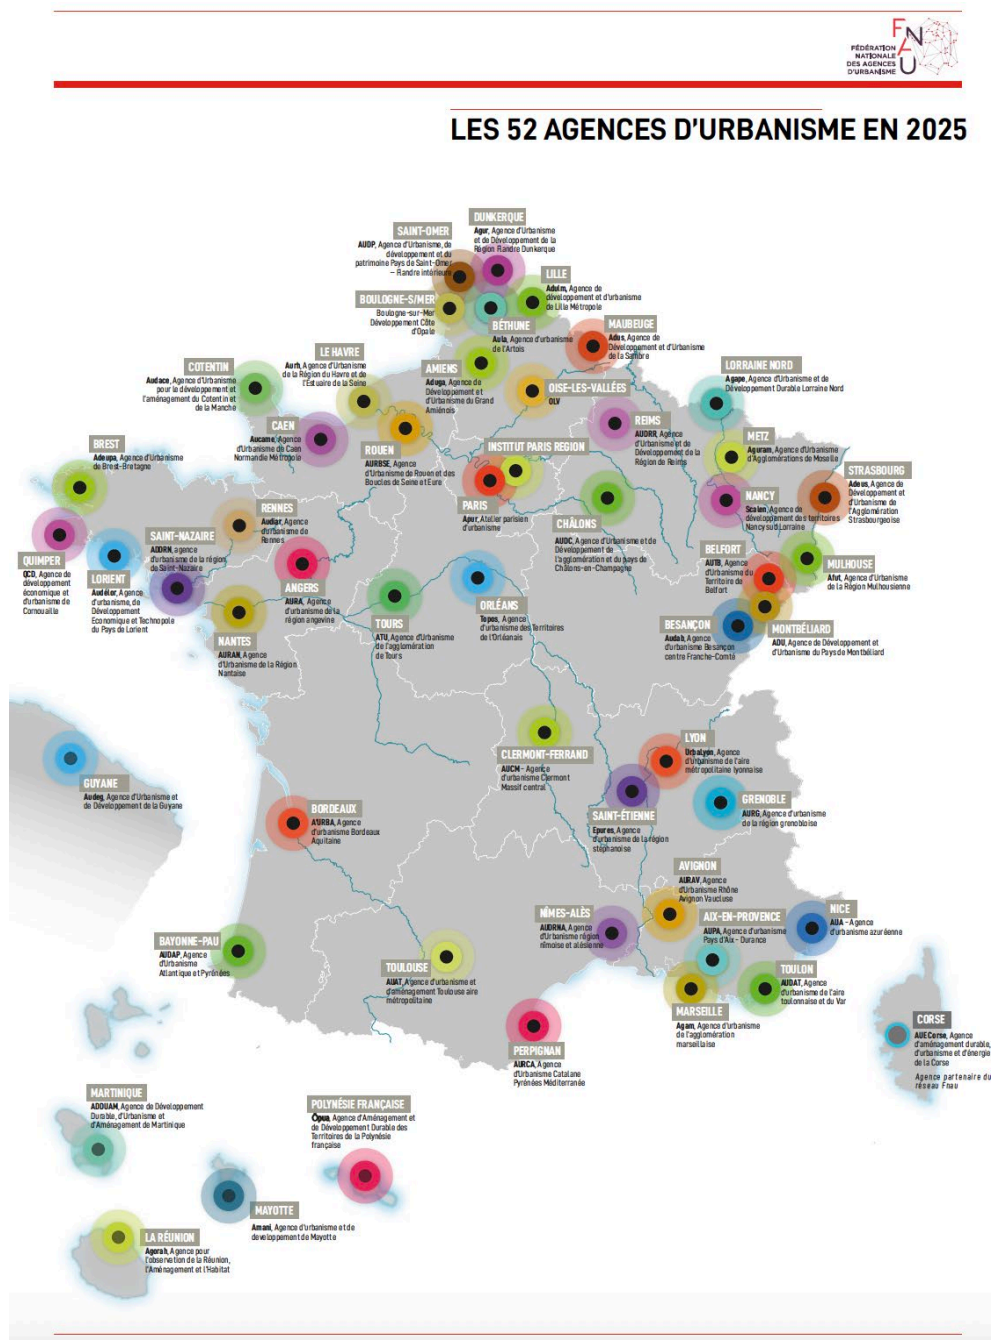 FNAU
FÉDÉRATION
NATIONALE
DES AGENCES
D'URBANISME
LES 52 AGENCES D'URBANISME EN 2025
DUNKERQUE
Agur, Agence d'Urbanisme
et de Développement de la
Région Flandre Dunkerque
SAINT-OMER
AUDP, Agence d'Urbanisme, de
développement et du
patrimoine Pays de Saint-Omer
– Flandre intérieure
LILLE
Adulm, Agence de
développement et d'urbanisme
de Lille Métropole
BOULOGNE-S/MER
Boulogne-sur-Mer
Développement Côte
d'Opale
BÉTHUNE
Aula, Agence d'urbanisme
de l'Artois
MAUBEUGE
Adus, Agence de
Développement et d'Urbanisme
de la Sambre
LE HAVRE
Aurh, Agence d'Urbanisme
de la Région du Havre et de
l'Estuaire de la Seine
COTENTIN
Audace, Agence d'Urbanisme
pour le développement et
l'aménagement du Cotentin et
de la Manche
AMIENS
Aduga, Agence de
Développement et
d'Urbanisme du Grand
Amiénois
OISE-LES-VALLÉES
OLV
LORRAINE NORD
Agape, Agence d'Urbanisme et de
Développement Durable Lorraine Nord
CAEN
Aucame, Agence
d'Urbanisme de Caen
Normandie Métropole
REIMS
AUDRR, Agence
d'Urbanisme et de
Développement de la
Région de Reims
METZ
Aguram, Agence d'Urbanisme
d'Agglomérations de Moselle
BREST
Adeupa, Agence d'Urbanisme
de Brest-Bretagne
ROUEN
AURBSE, Agence
d'Urbanisme de Rouen et des
Boucles de Seine et Eure
INSTITUT PARIS REGION
STRASBOURG
Adeus, Agence de
Développement et
d'Urbanisme de
l'Agglomération
Strasbourgeoise
PARIS
Apur, Atelier parisien
d'urbanisme
NANCY
Scalen, Agence de
développement des territoires
Nancy sud Lorraine
RENNES
Audiar, Agence
d'urbanisme de
Rennes
CHÂLONS
AUDC, Agence d'Urbanisme et de
Développement de
l'agglomération et du pays de
Châlons-en-Champagne
SAINT-NAZAIRE
ADDRN, agence
d'urbanisme de la région
de Saint-Nazaire
BELFORT
AUTB, Agence
d'Urbanisme du
Territoire de
Belfort
MULHOUSE
Afut, Agence d'Urbanisme
de la Région Mulhousienne
QUIMPER
QCD, Agence de
développement
économique et
d'urbanisme de
Cornouaille
LORIENT
Audélor, Agence
d'urbanisme, de
Développement
Economique et Technopole
du Pays de Lorient
ANGERS
AURA, Agence
d'urbanisme de la
région angevine
ORLÉANS
Topos, Agence
d'urbanisme des Territoires
de l'Orléanais
TOURS
ATU, Agence d'Urbanisme
de l'agglomération
de Tours
BESANÇON
Audab, Agence
d'urbanisme Besançon
centre Franche-Comté
MONTBÉLIARD
ADU, Agence de Développement et
d'Urbanisme du Pays de Montbéliard
NANTES
AURAN, Agence
d'Urbanisme de la Région
Nantaise
LYON
UrbaLyon, Agence
d'urbanisme de l'aire
métropolitaine lyonnaise
CLERMONT-FERRAND
AUCM – Agence
d'urbanisme Clermont
Massif central
GUYANE
Audeg, Agence d'Urbanisme et
de Développement de la Guyane
GRENOBLE
AURG, Agence d'urbanisme
de la région grenobloise
BORDEAUX
A'URBA, Agence
d'urbanisme Bordeaux
Aquitaine
SAINT-ÉTIENNE
Epures, Agence
d'urbanisme de la région
stéphanoise
AVIGNON
AURAV, Agence
d'Urbanisme Rhône
Avignon Vaucluse
NÎMES-ALÈS
AUDRNA, Agence
d'Urbanisme région
nîmoise et alésienne
AIX-EN-PROVENCE
AUPA, Agence d'urbanisme
Pays d'Aix - Durance
NICE
AUA – Agence
d'urbanisme azuréenne
BAYONNE-PAU
AUDAP, Agence
d'Urbanisme
Atlantique et Pyrénées
TOULOUSE
AUAT, Agence d'urbanisme et
d'aménagement Toulouse aire
métropolitaine
TOULON
AUDAT, Agence
d'urbanisme de l'aire
toulonnaise et du Var
MARSEILLE
Agam, Agence d'urbanisme
de l'agglomération
marseillaise
CORSE
AUE Corse, Agence
d'aménagement durable,
d'urbanisme et d'énergie
de la Corse
Agence partenaire du
réseau Fnau
PERPIGNAN
AURCA, Agence
d'Urbanisme Catalane
Pyrénées Méditerranée
MARTINIQUE
ADDUAM, Agence de Développement
Durable, d'Urbanisme et
d'Aménagement de Martinique
POLYNÉSIE FRANÇAISE
Ōpua, Agence d'Aménagement et
de Développement Durable des
Territoires de la Polynésie
française
MAYOTTE
Amani, Agence d'urbanisme et de
developpement de Mayotte
LA RÉUNION
Agorah, Agence pour
l'observation de la Réunion,
l'Aménagement et l'Habitat